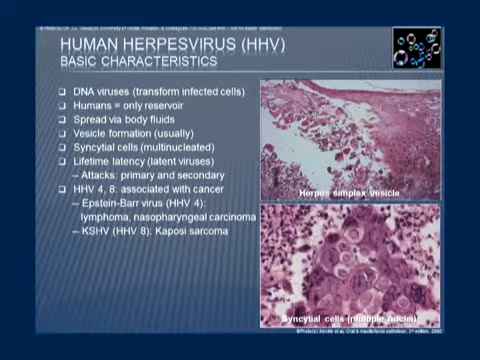 HUMAN HERPESVIRUS (HHV)
BASIC CHARACTERISTICS
❑ DNA viruses (transform infected cells)
❑ Humans = only reservoir
❑ Spread via body fluids
❑ Vesicle formation (usually)
❑ Syncytial cells (multinucleated)
❑ Lifetime latency (latent viruses)
-- Attacks: primary and secondary
❑ HHV 4, 8: associated with cancer
-- Epstein-Barr virus (HHV 4):
lymphoma, nasopharyngeal carcinoma
-- KSHV (HHV 8): Kaposi sarcoma
Herpes simplex vesicle
Syncytial cells (multiple nuclei)